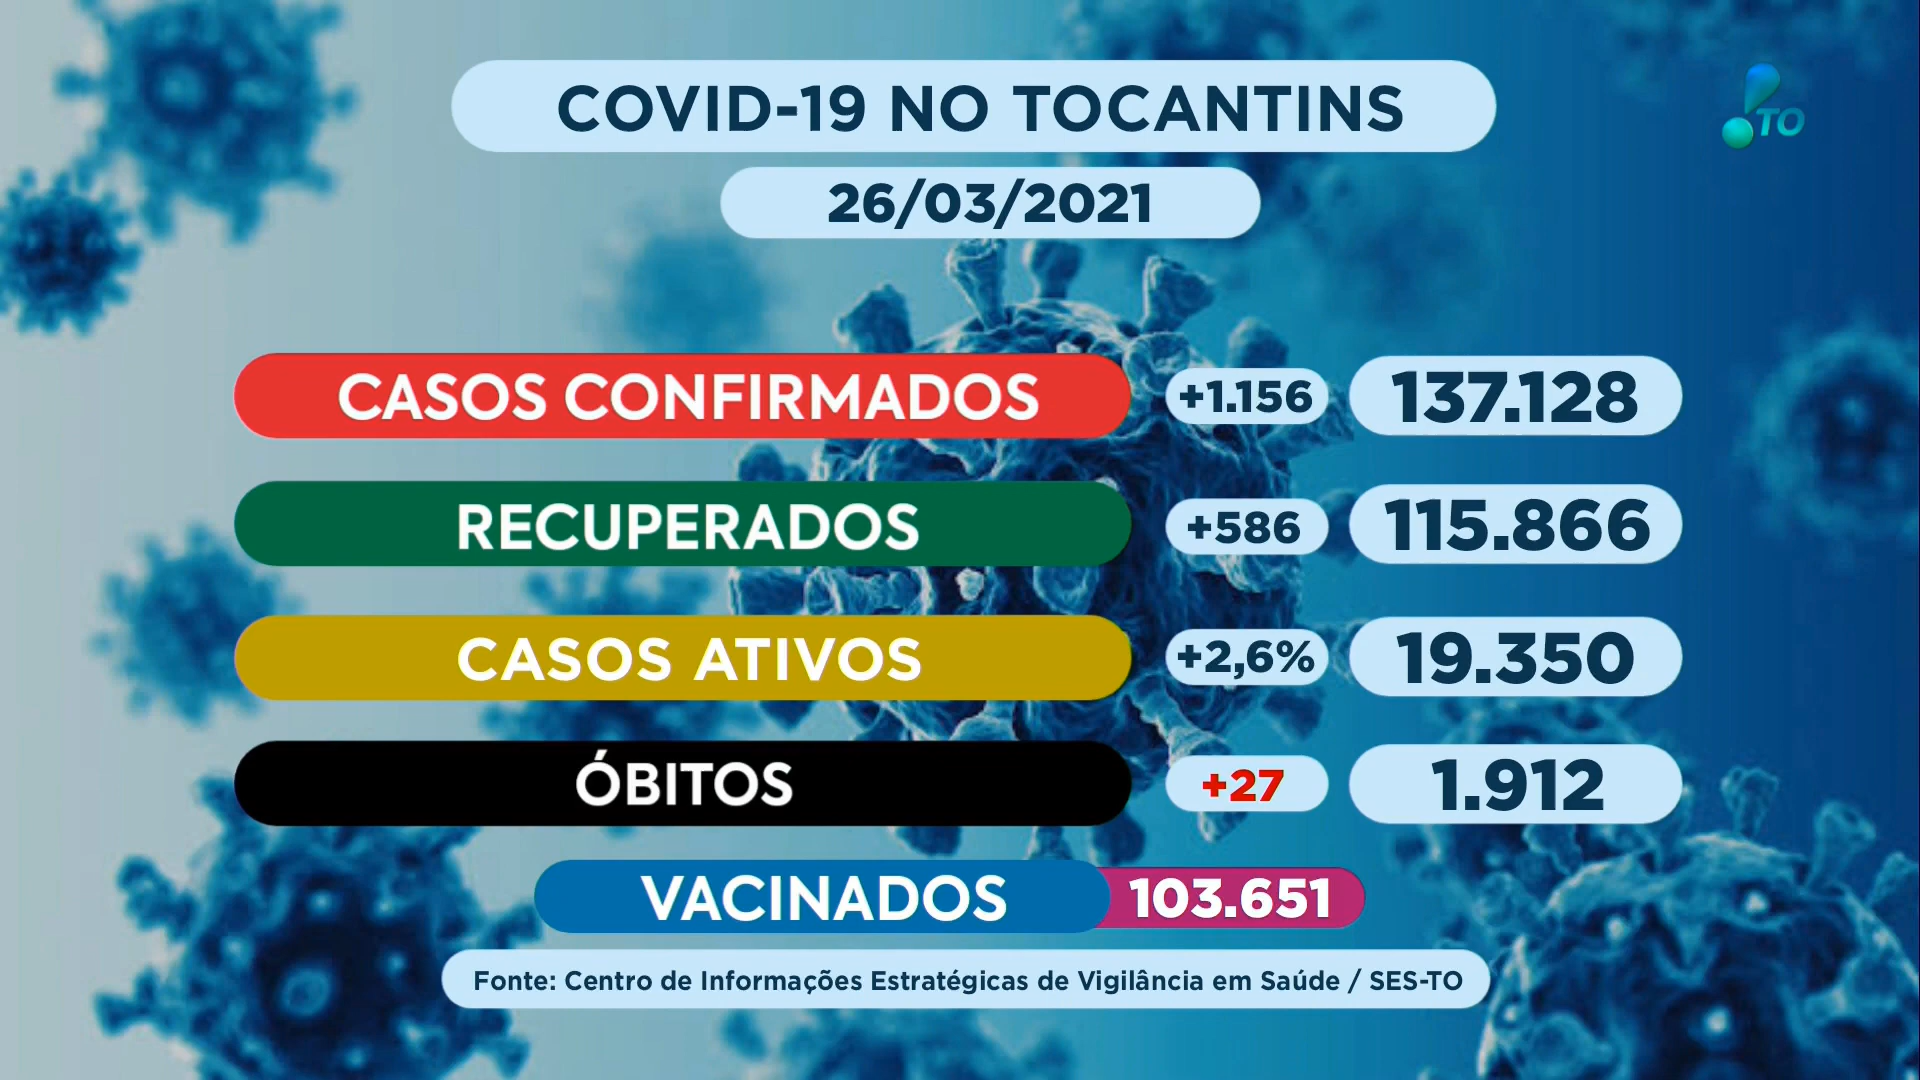 COVID-19 NO TOCANTINS
TO
26/03/2021
CASOS CONFIRMADOS +1.156 137.128
RECUPERADOS +586 115.866
CASOS ATIVOS +2,6% 19.350
ÓBITOS +27 1.912
VACINADOS 103.651
Fonte: Centro de Informações Estratégicas de Vigilância em Saúde / SES-TO